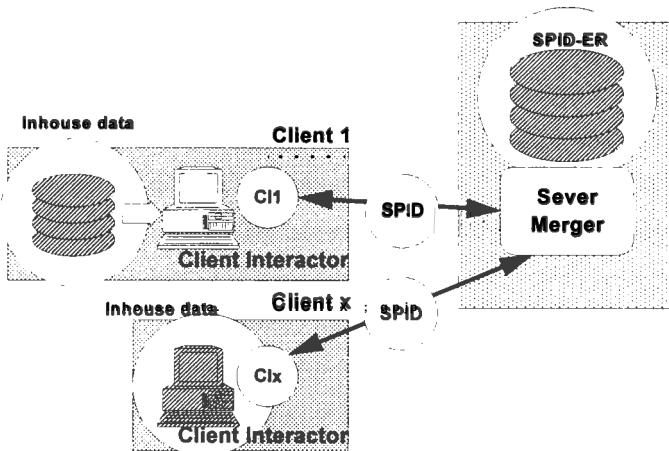 SPID-ER
Inhouse data
Client 1
CI1
SPID
Sever
Merger
Client Interactor
Inhouse data
Client x
SPID
CIx
Client Interactor